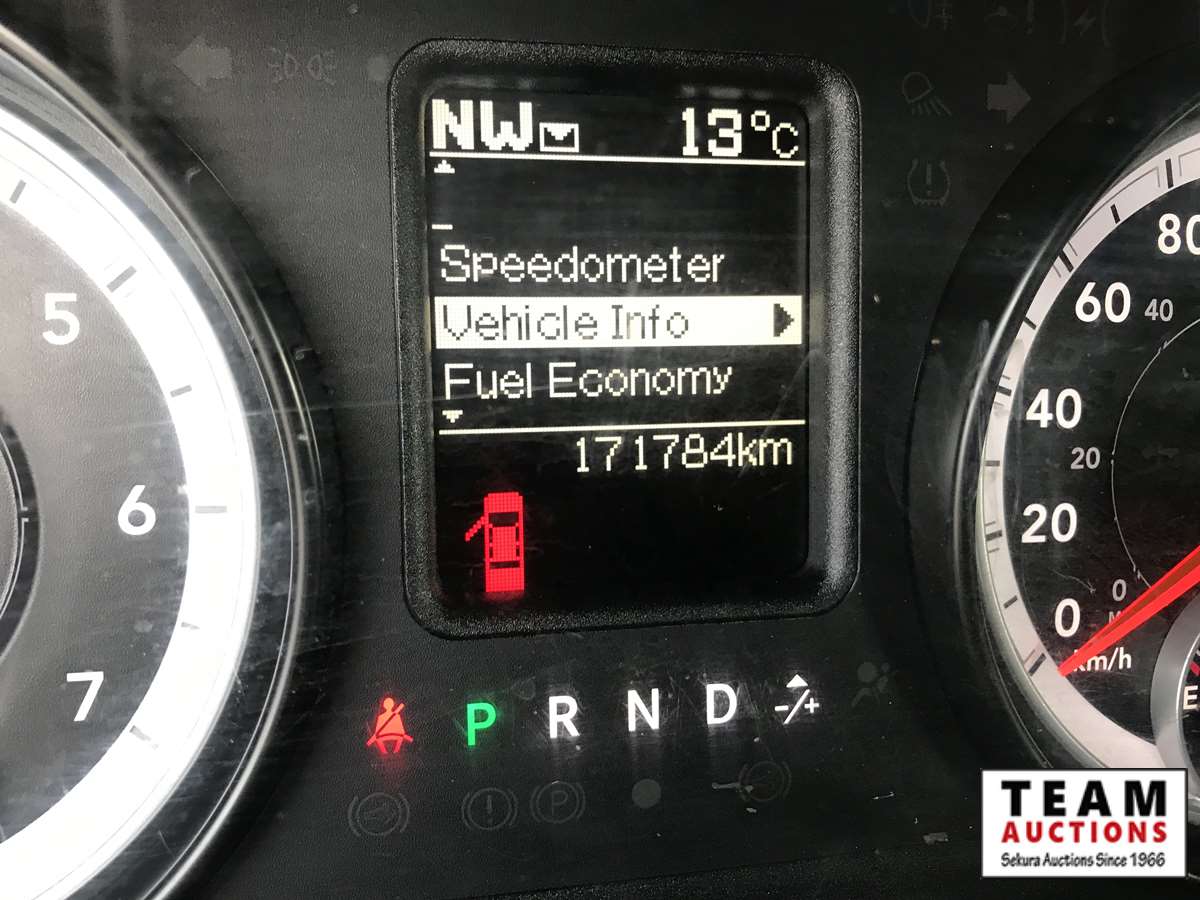 NW 13°C
Speedometer
Vehicle Info
Fuel Economy
171784km
5
6
7
80
60
40
40
20
20
0
0
km/h
E
P R N D -/+
P
TEAM
AUCTIONS
Sekura Auctions Since 1966